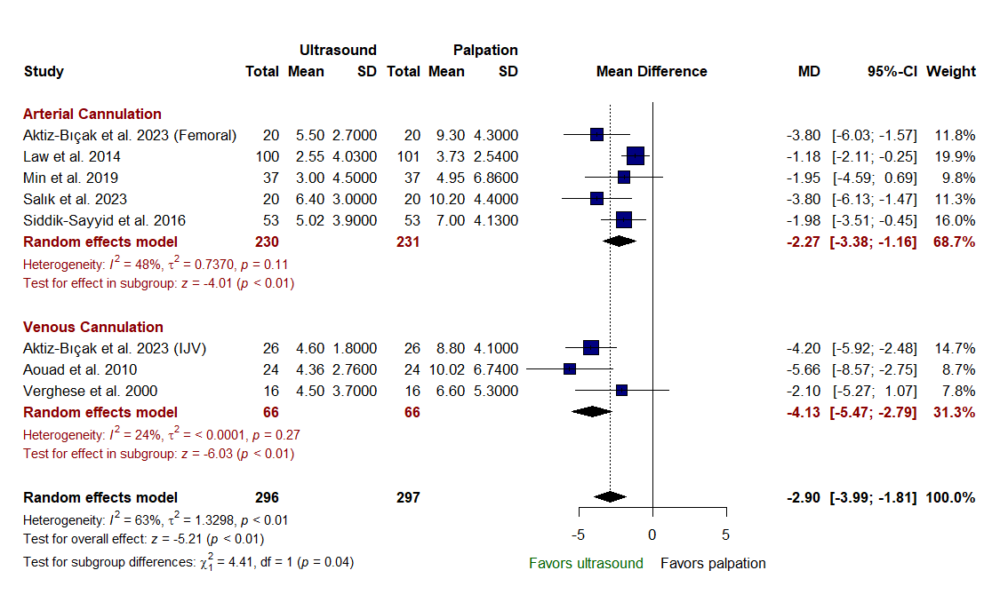 Ultrasound Palpation
Study Total Mean SD Total Mean SD Mean Difference MD 95%-CI Weight
Arterial Cannulation
Aktiz-Bıçak et al. 2023 (Femoral) 20 5.50 2.7000 20 9.30 4.3000 -3.80 [-6.03; -1.57] 11.8%
Law et al. 2014 100 2.55 4.0300 101 3.73 2.5400 -1.18 [-2.11; -0.25] 19.9%
Min et al. 2019 37 3.00 4.5000 37 4.95 6.8600 -1.95 [-4.59; 0.69] 9.8%
Salık et al. 2023 20 6.40 3.0000 20 10.20 4.4000 -3.80 [-6.13; -1.47] 11.3%
Siddik-Sayyid et al. 2016 53 5.02 3.9000 53 7.00 4.1300 -1.98 [-3.51; -0.45] 16.0%
Random effects model 230 231 -2.27 [-3.38; -1.16] 68.7%
Heterogeneity: I² = 48%, τ² = 0.7370, p = 0.11
Test for effect in subgroup: z = -4.01 (p < 0.01)
Venous Cannulation
Aktiz-Bıçak et al. 2023 (IJV) 26 4.60 1.8000 26 8.80 4.1000 -4.20 [-5.92; -2.48] 14.7%
Aouad et al. 2010 24 4.36 2.7600 24 10.02 6.7400 -5.66 [-8.57; -2.75] 8.7%
Verghese et al. 2000 16 4.50 3.7000 16 6.60 5.3000 -2.10 [-5.27; 1.07] 7.8%
Random effects model 66 66 -4.13 [-5.47; -2.79] 31.3%
Heterogeneity: I² = 24%, τ² = < 0.0001, p = 0.27
Test for effect in subgroup: z = -6.03 (p < 0.01)
Random effects model 296 297 -2.90 [-3.99; -1.81] 100.0%
Heterogeneity: I² = 63%, τ² = 1.3298, p < 0.01
Test for overall effect: z = -5.21 (p < 0.01)
-5 0 5
Test for subgroup differences: χ²₁ = 4.41, df = 1 (p = 0.04)
Favors ultrasound Favors palpation